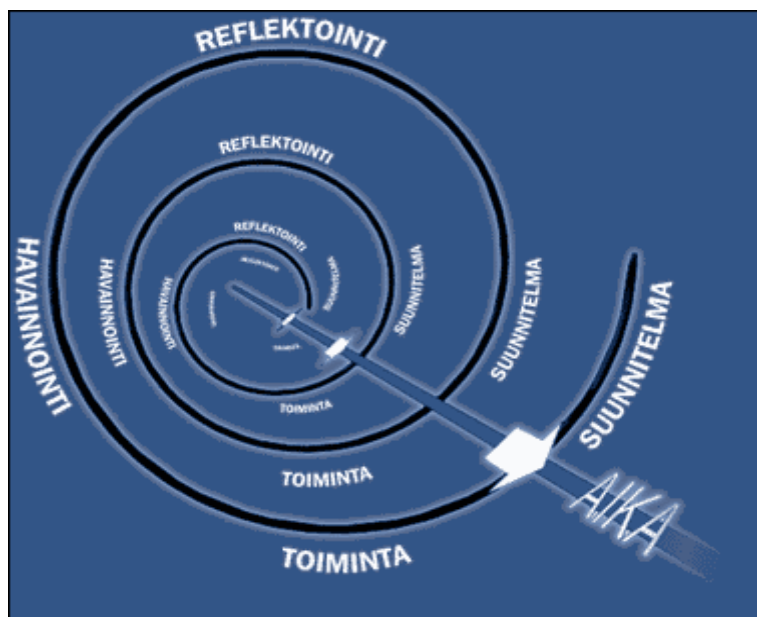 REFLEKTOINTI
REFLEKTOINTI
REFLEKTOINTI
HAVAINNOINTI
HAVAINNOINTI
HAVAINNOINTI
SUUNNITELMA
SUUNNITELMA
SUUNNITELMA
SUUNNITELMA
TOIMINTA
TOIMINTA
TOIMINTA
AIKA